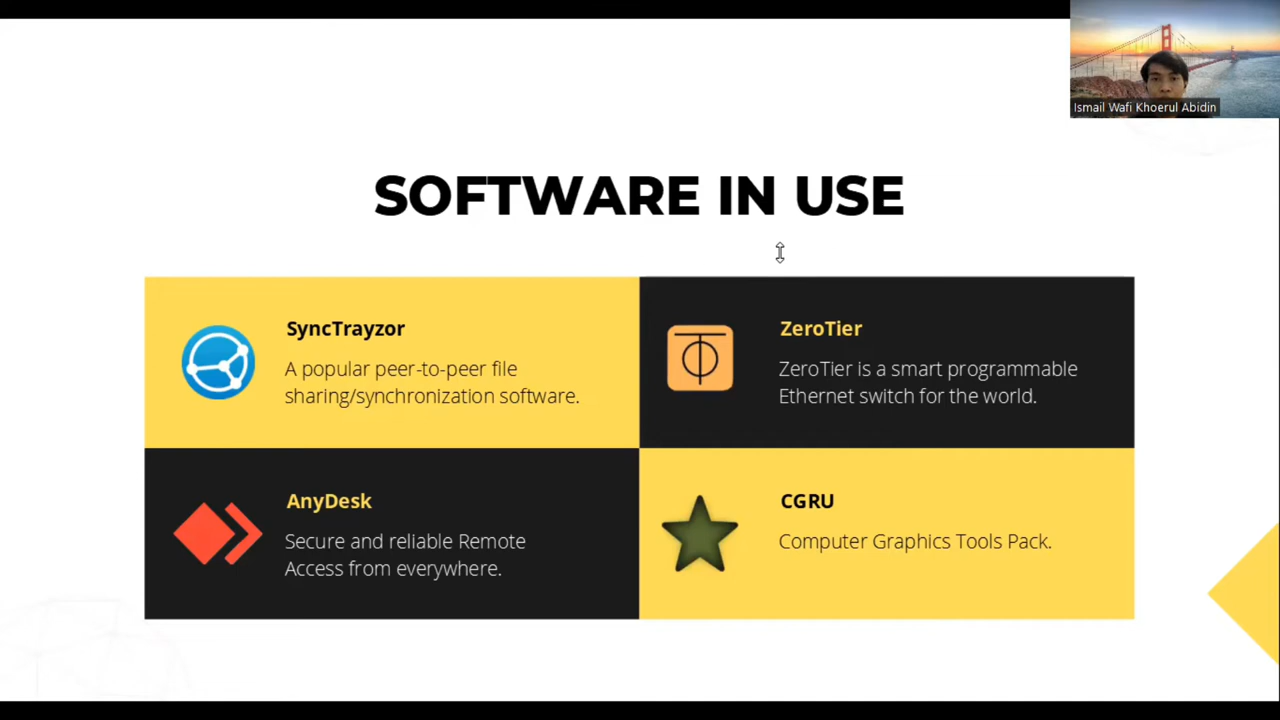 Ismail Wafi Khoerul Abidin
SOFTWARE IN USE
SyncTrayzor
A popular peer-to-peer file
sharing/synchronization software.
ZeroTier
ZeroTier is a smart programmable
Ethernet switch for the world.
AnyDesk
Secure and reliable Remote
Access from everywhere.
CGRU
Computer Graphics Tools Pack.